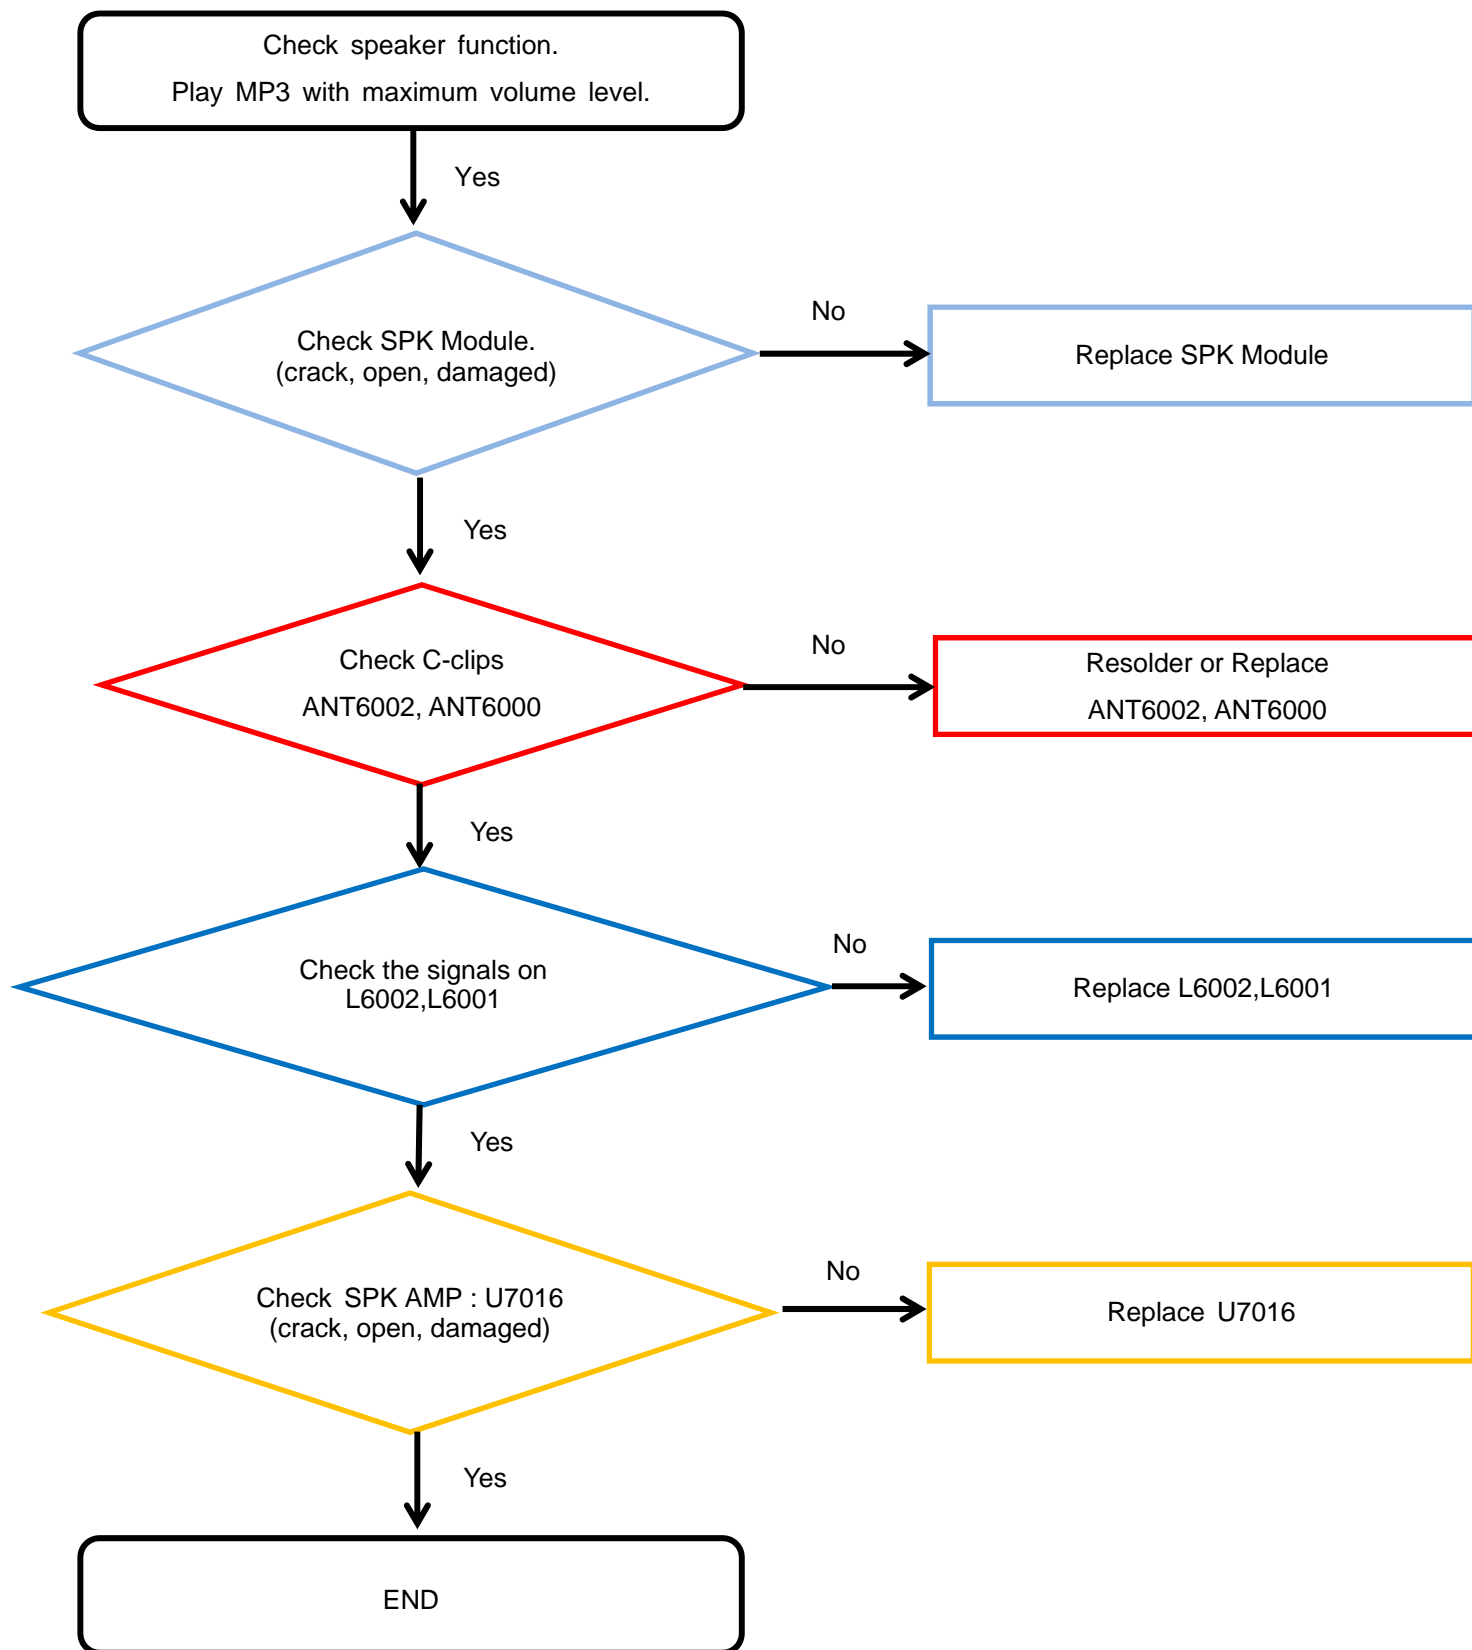 Check speaker function.
Play MP3 with maximum volume level.
Yes
Check SPK Module.
(crack, open, damaged)
No
Replace SPK Module
Yes
Check C-clips
ANT6002, ANT6000
No
Resolder or Replace
ANT6002, ANT6000
Yes
Check the signals on
L6002,L6001
No
Replace L6002,L6001
Yes
Check SPK AMP : U7016
(crack, open, damaged)
No
Replace U7016
Yes
END